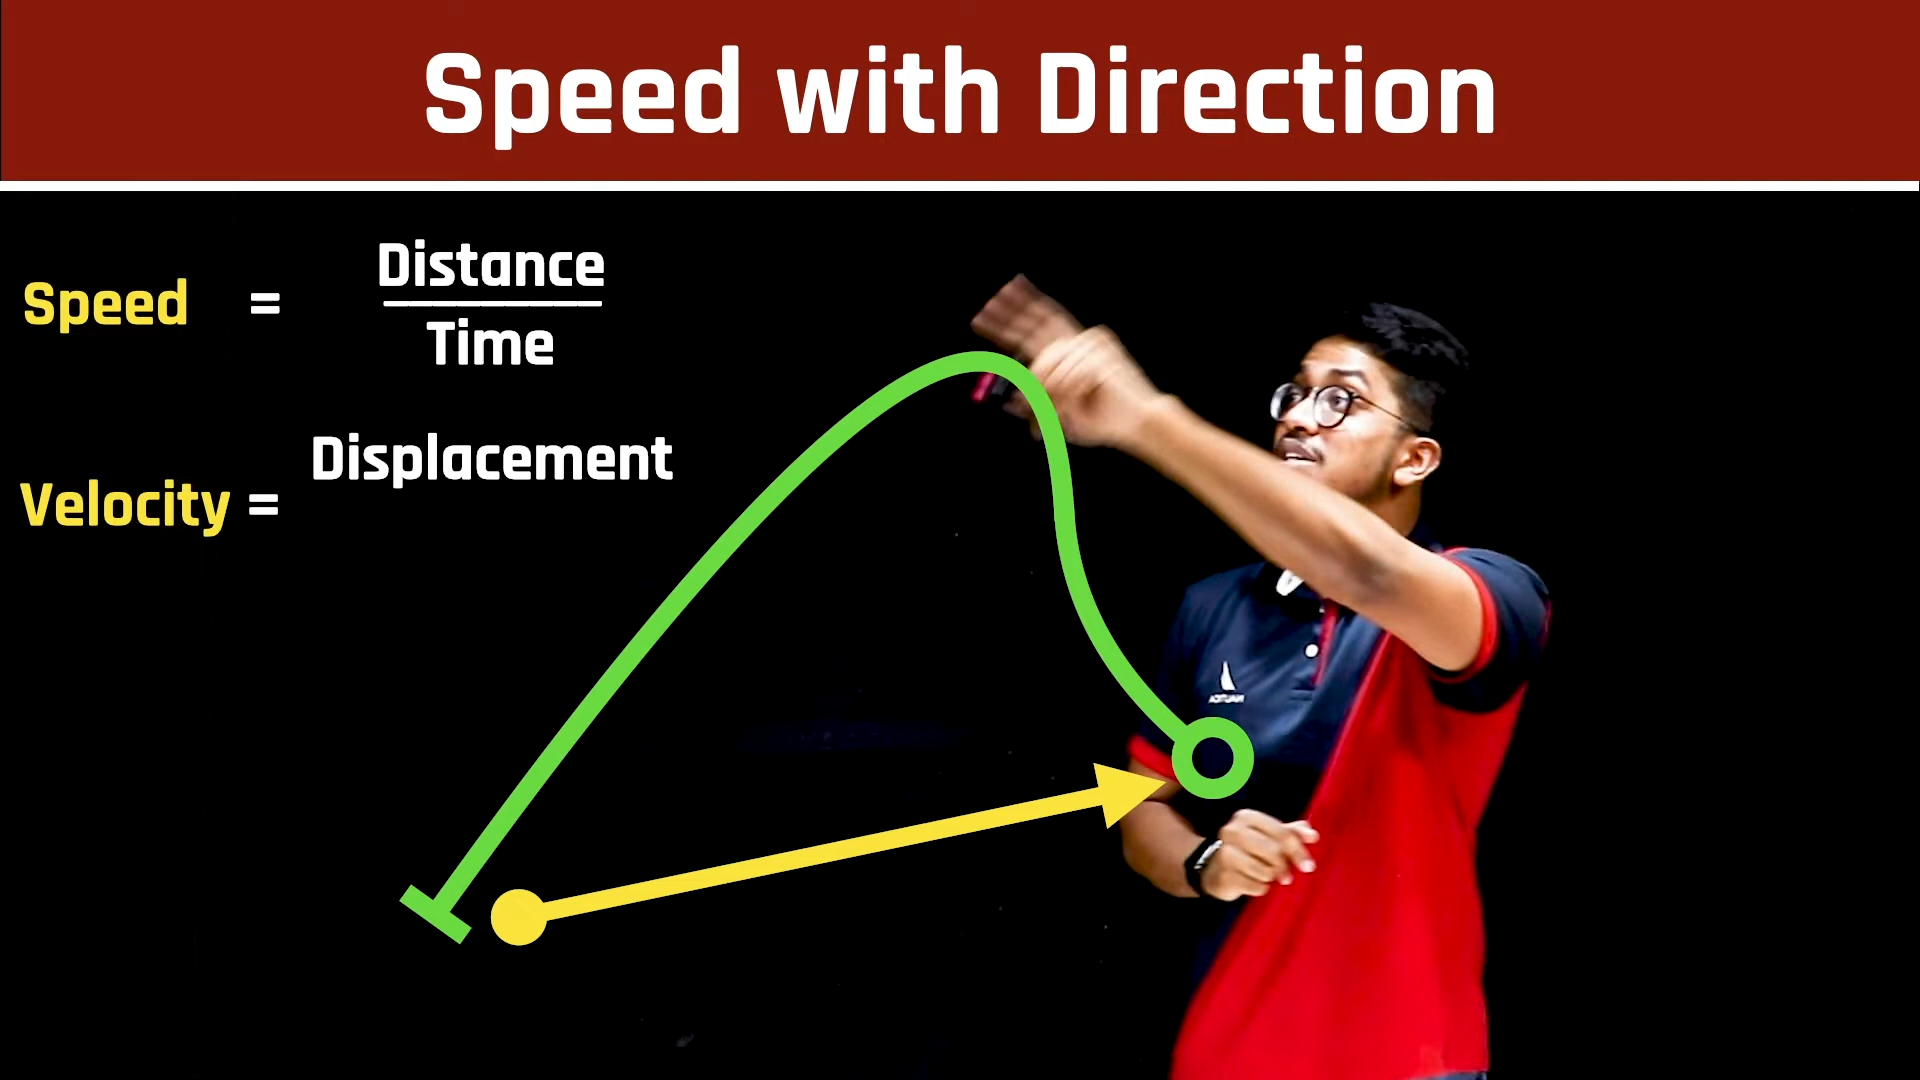 Speed with Direction
Speed = Distance
Time
Displacement
Velocity =